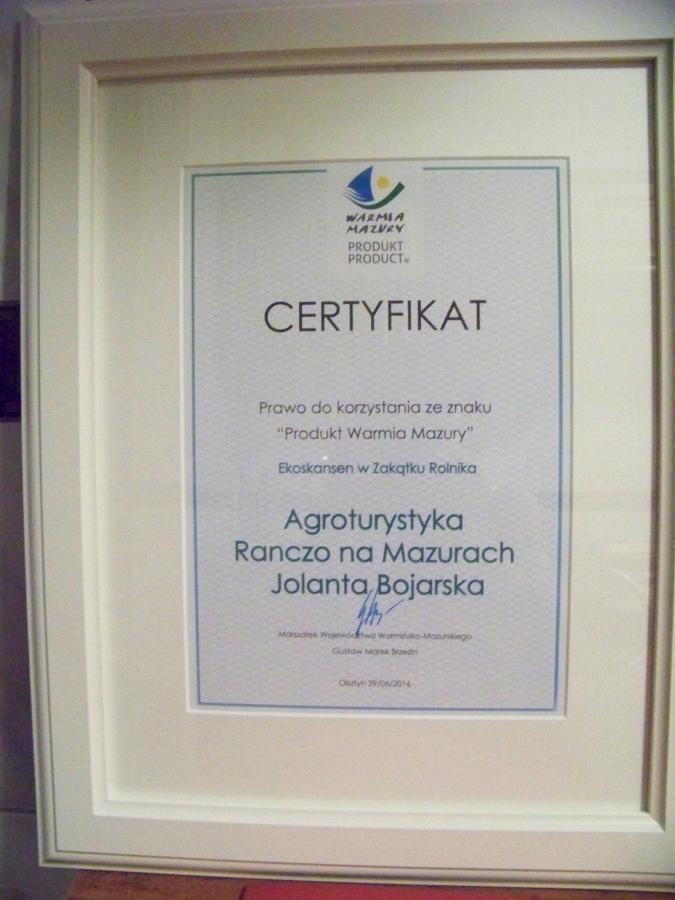 WARMIA
MAZURY
PRODUKT
PRODUCT®
CERTYFIKAT
Prawo do korzystania ze znaku
“Produkt Warmia Mazury”
Ekoskansen w Zakątku Rolnika
Agroturystyka
Ranczo na Mazurach
Jolanta Bojarska
Marszałek Województwa Warmińsko-Mazurskiego
Gustaw Marek Brzezin
Olsztyn 29/06/2016